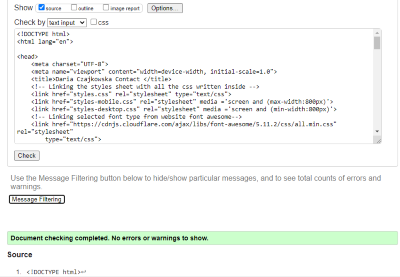 Show source outline image report Options...
Check by text input css
<!DOCTYPE html>
<html lang="en">
<head>
<meta charset="UTF-8">
<meta name="viewport" content="width=device-width, initial-scale=1.0">
<title>Daria Czajkowska Contact </title>
<!-- Linking the styles sheet with all the css written inside -->
<link href="styles.css" rel="stylesheet" type="text/css">
<link href="styles-mobile.css" rel="stylesheet" media ='screen and (max-width:800px)'>
<link href="styles-desktop.css" rel="stylesheet" media ='screen and (min-width:800px)'>
<!-- Linking selected font type from website font awesome-->
<link href="https://cdnjs.cloudflare.com/ajax/libs/font-awesome/5.11.2/css/all.min.css"
rel="stylesheet"
type="text/css">
Check
Use the Message Filtering button below to hide/show particular messages, and to see total counts of errors and
warnings.
Message Filtering
Document checking completed. No errors or warnings to show.
Source
1. <!DOCTYPE html>↩